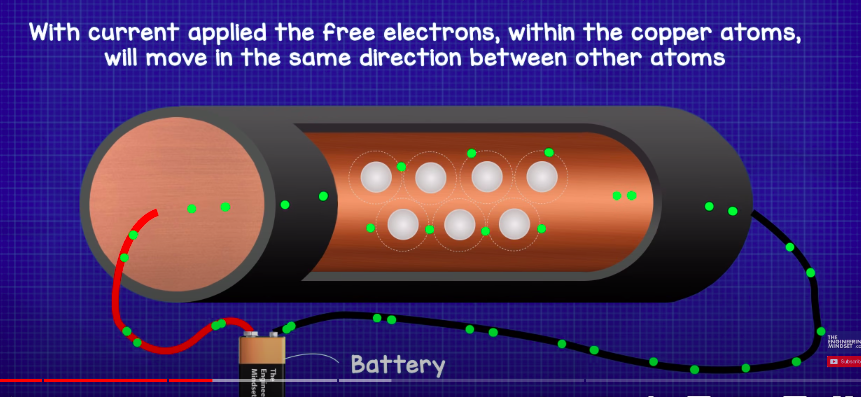 With current applied the free electrons, within the copper atoms,
will move in the same direction between other atoms
THE
ENGINEERING
MINDSET
Subscribe
Battery
The
Engineering
Mindset